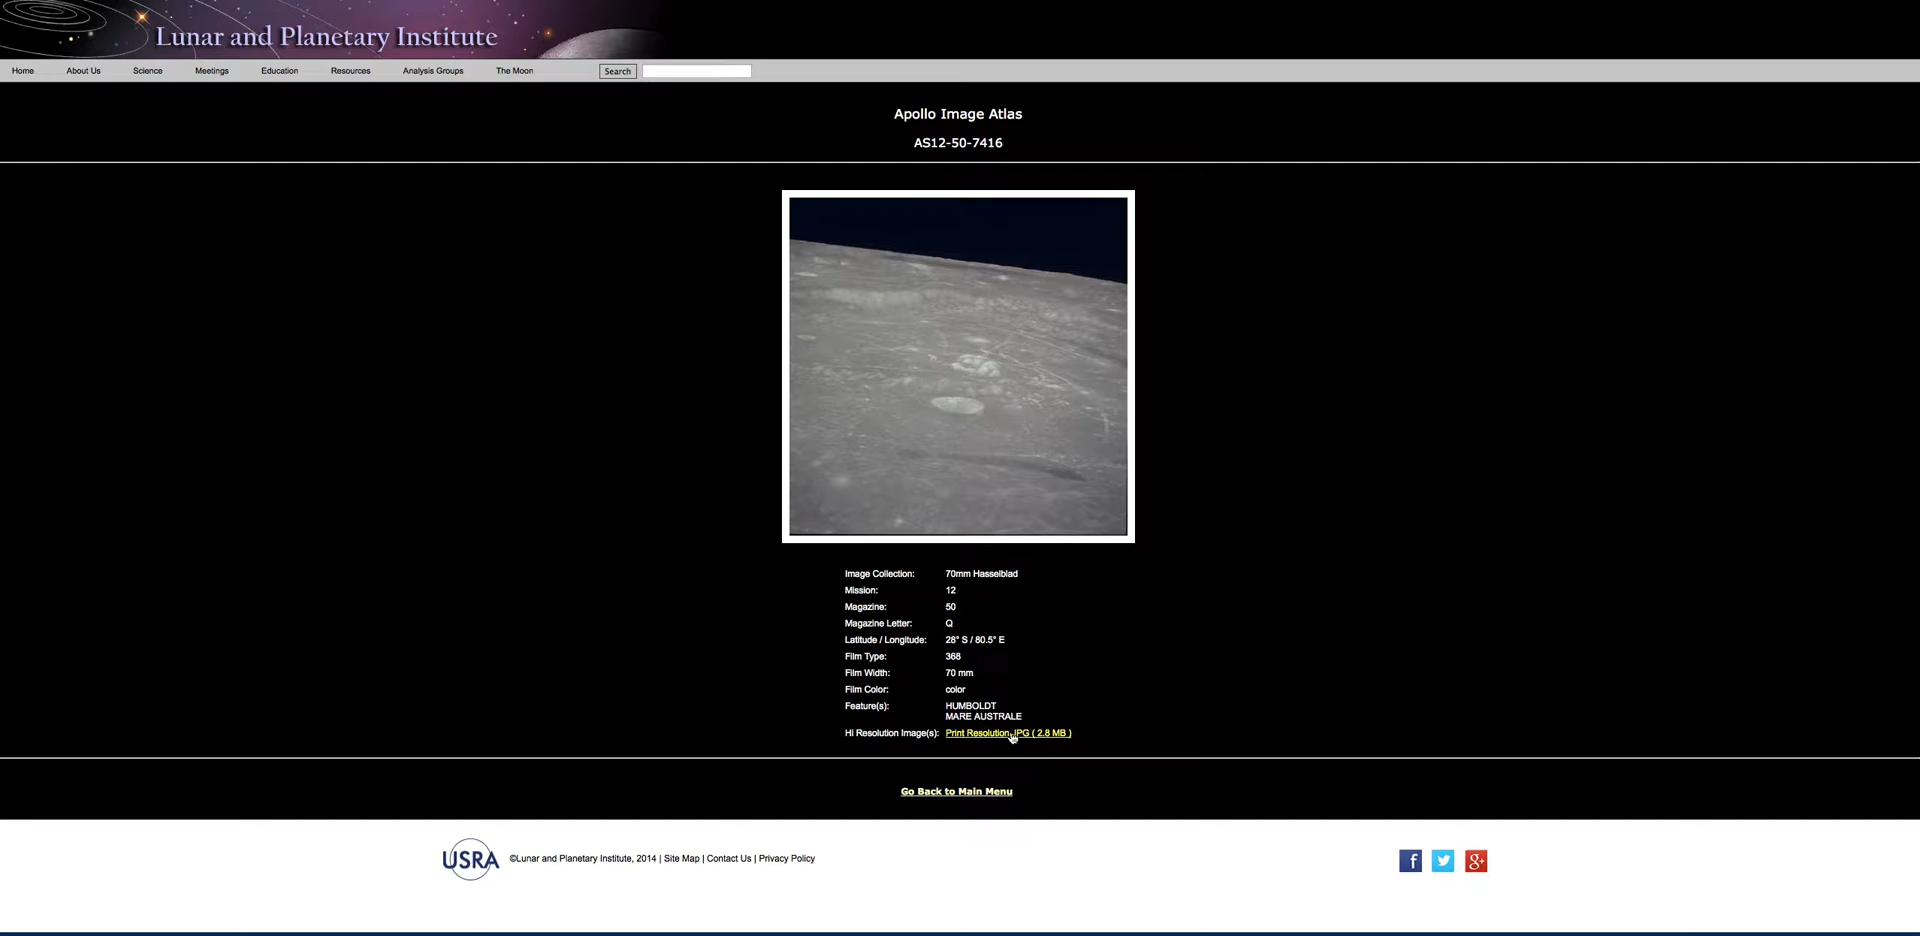 Lunar and Planetary Institute
Home About Us Science Meetings Education Resources Analysis Groups The Moon Search
Apollo Image Atlas
AS12-50-7416
Image Collection: 70mm Hasselblad
Mission: 12
Magazine: 50
Magazine Letter: Q
Latitude / Longitude: 28° S / 80.5° E
Film Type: 368
Film Width: 70 mm
Film Color: color
Feature(s): HUMBOLDT
MARE AUSTRALE
Hi Resolution Image(s): Print Resolution JPG ( 2.8 MB )
Go Back to Main Menu
USRA ©Lunar and Planetary Institute, 2014 | Site Map | Contact Us | Privacy Policy
f g+